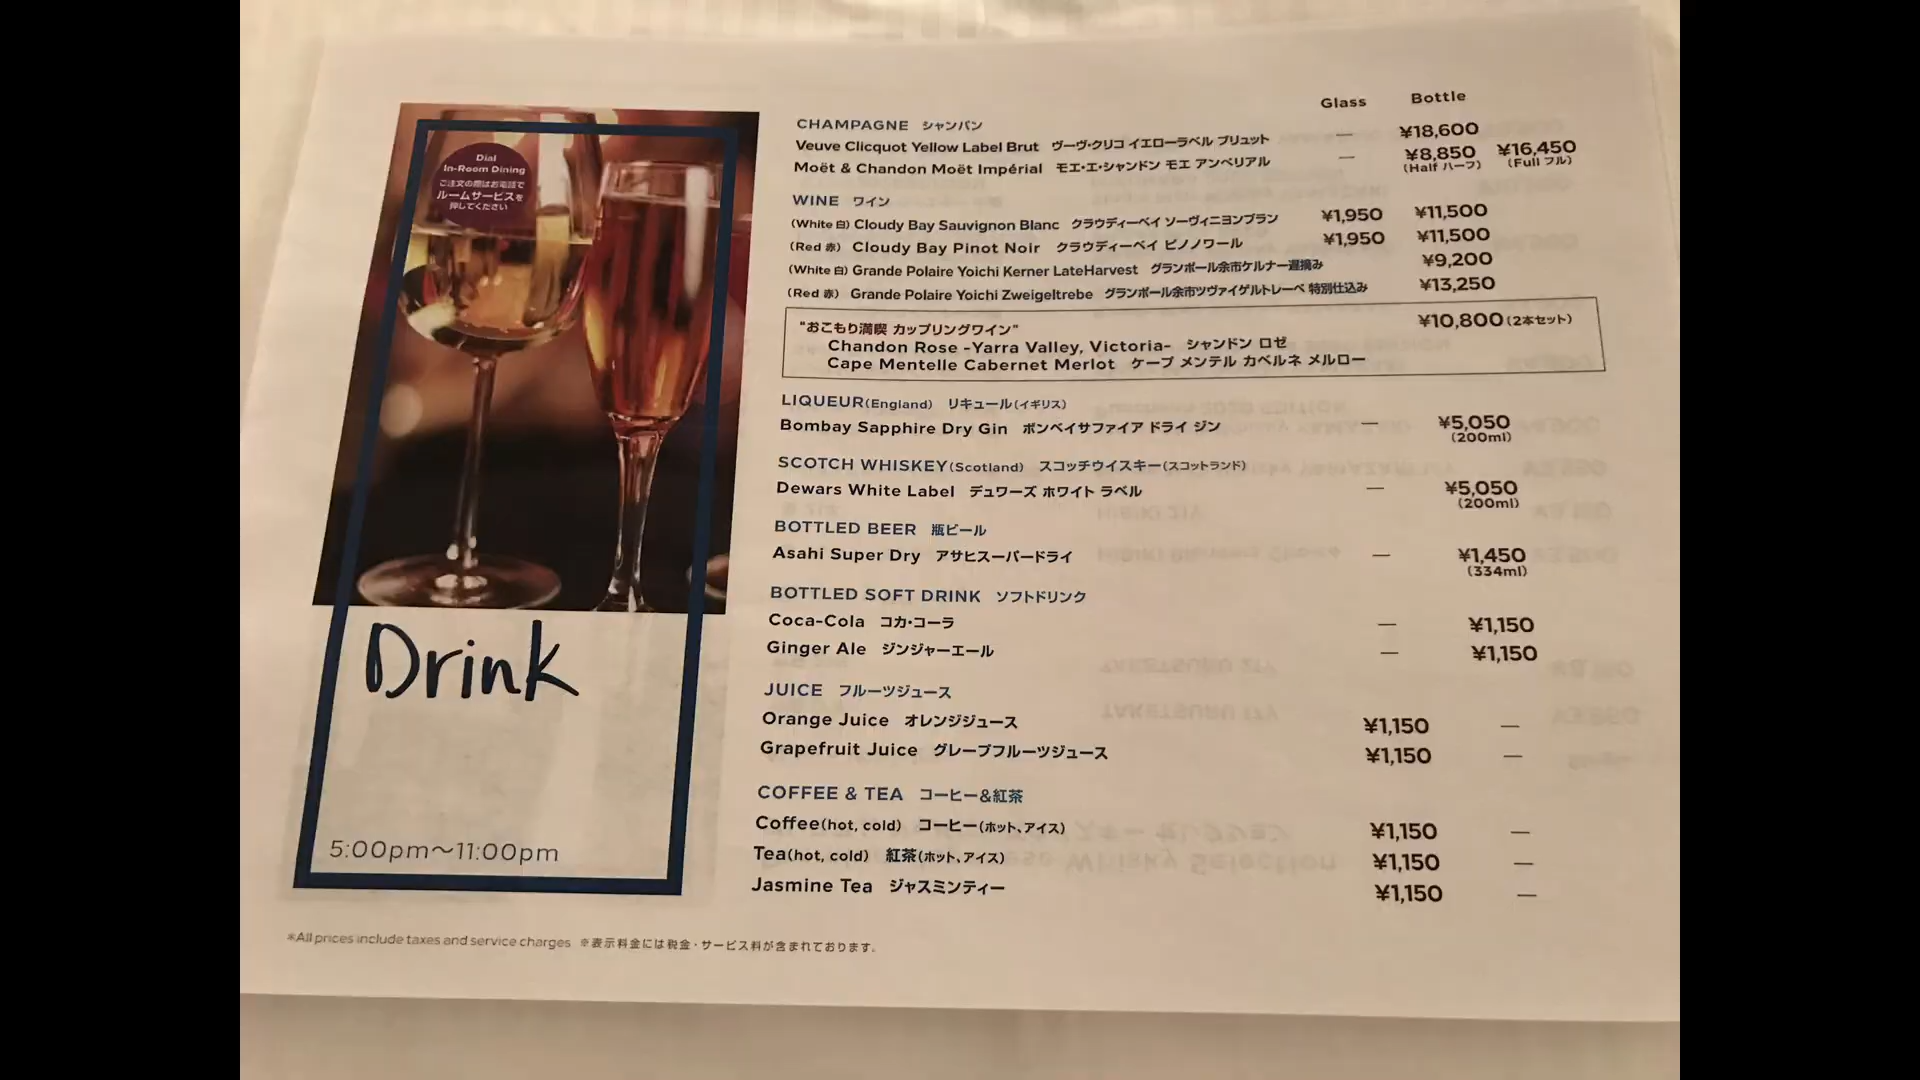 Dial
In-Room Dining
ご注文の際はお電話で
ルームサービスを
押してください
Drink
5:00pm～11:00pm
Glass Bottle
CHAMPAGNE シャンパン
Veuve Clicquot Yellow Label Brut ヴーヴ・クリコ イエローラベル ブリュット — ¥18,600
Moët & Chandon Moët Impérial モエ・エ・シャンドン モエ アンペリアル — ¥8,850 ¥16,450
(Half ハーフ) (Full フル)
WINE ワイン
(White 白) Cloudy Bay Sauvignon Blanc クラウディーベイ ソーヴィニヨンブラン ¥1,950 ¥11,500
(Red 赤) Cloudy Bay Pinot Noir クラウディーベイ ピノノワール ¥1,950 ¥11,500
(White 白) Grande Polaire Yoichi Kerner LateHarvest グランポール余市ケルナー遅摘み ¥9,200
(Red 赤) Grande Polaire Yoichi Zweigeltrebe グランポール余市ツヴァイゲルトレーベ 特別仕込み ¥13,250
"おこもり満喫 カップリングワイン" ¥10,800(2本セット)
Chandon Rose -Yarra Valley, Victoria- シャンドン ロゼ
Cape Mentelle Cabernet Merlot ケープ メンテル カベルネ メルロー
LIQUEUR(England) リキュール(イギリス)
Bombay Sapphire Dry Gin ボンベイサファイア ドライ ジン — ¥5,050
(200ml)
SCOTCH WHISKEY(Scotland) スコッチウイスキー(スコットランド)
Dewars White Label デュワーズ ホワイト ラベル — ¥5,050
(200ml)
BOTTLED BEER 瓶ビール
Asahi Super Dry アサヒスーパードライ — ¥1,450
(334ml)
BOTTLED SOFT DRINK ソフトドリンク
Coca-Cola コカ・コーラ — ¥1,150
Ginger Ale ジンジャーエール — ¥1,150
JUICE フルーツジュース
Orange Juice オレンジジュース ¥1,150 —
Grapefruit Juice グレープフルーツジュース ¥1,150 —
COFFEE & TEA コーヒー&紅茶
Coffee(hot, cold) コーヒー(ホット、アイス) ¥1,150 —
Tea(hot, cold) 紅茶(ホット、アイス) ¥1,150 —
Jasmine Tea ジャスミンティー ¥1,150 —
*All prices include taxes and service charges ※表示料金には税金・サービス料が含まれております。